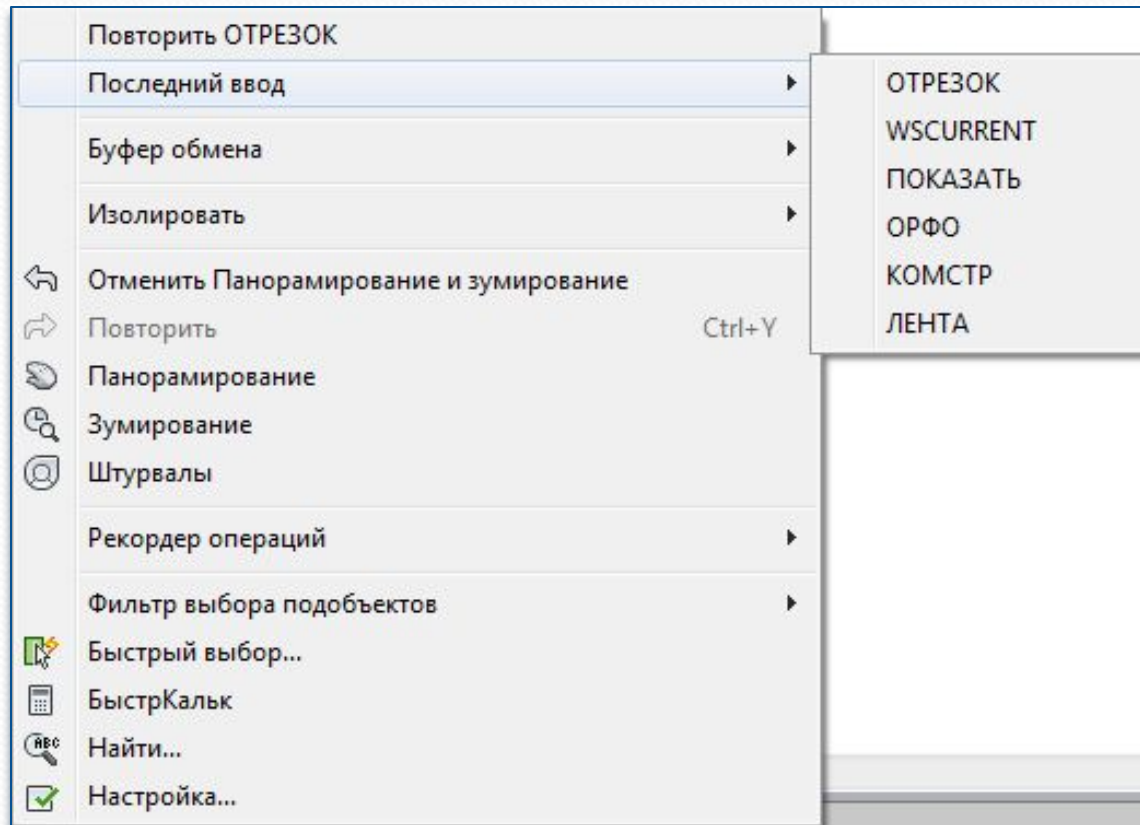 Повторить ОТРЕЗОК
Последний ввод
Буфер обмена
Изолировать
Отменить Панорамирование и зумирование
Повторить Ctrl+Y
Панорамирование
Зумирование
Штурвалы
Рекордер операций
Фильтр выбора подобъектов
Быстрый выбор...
БыстрКальк
ABC
Найти...
Настройка...
ОТРЕЗОК
WSCURRENT
ПОКАЗАТЬ
ОРФО
КОМСТР
ЛЕНТА